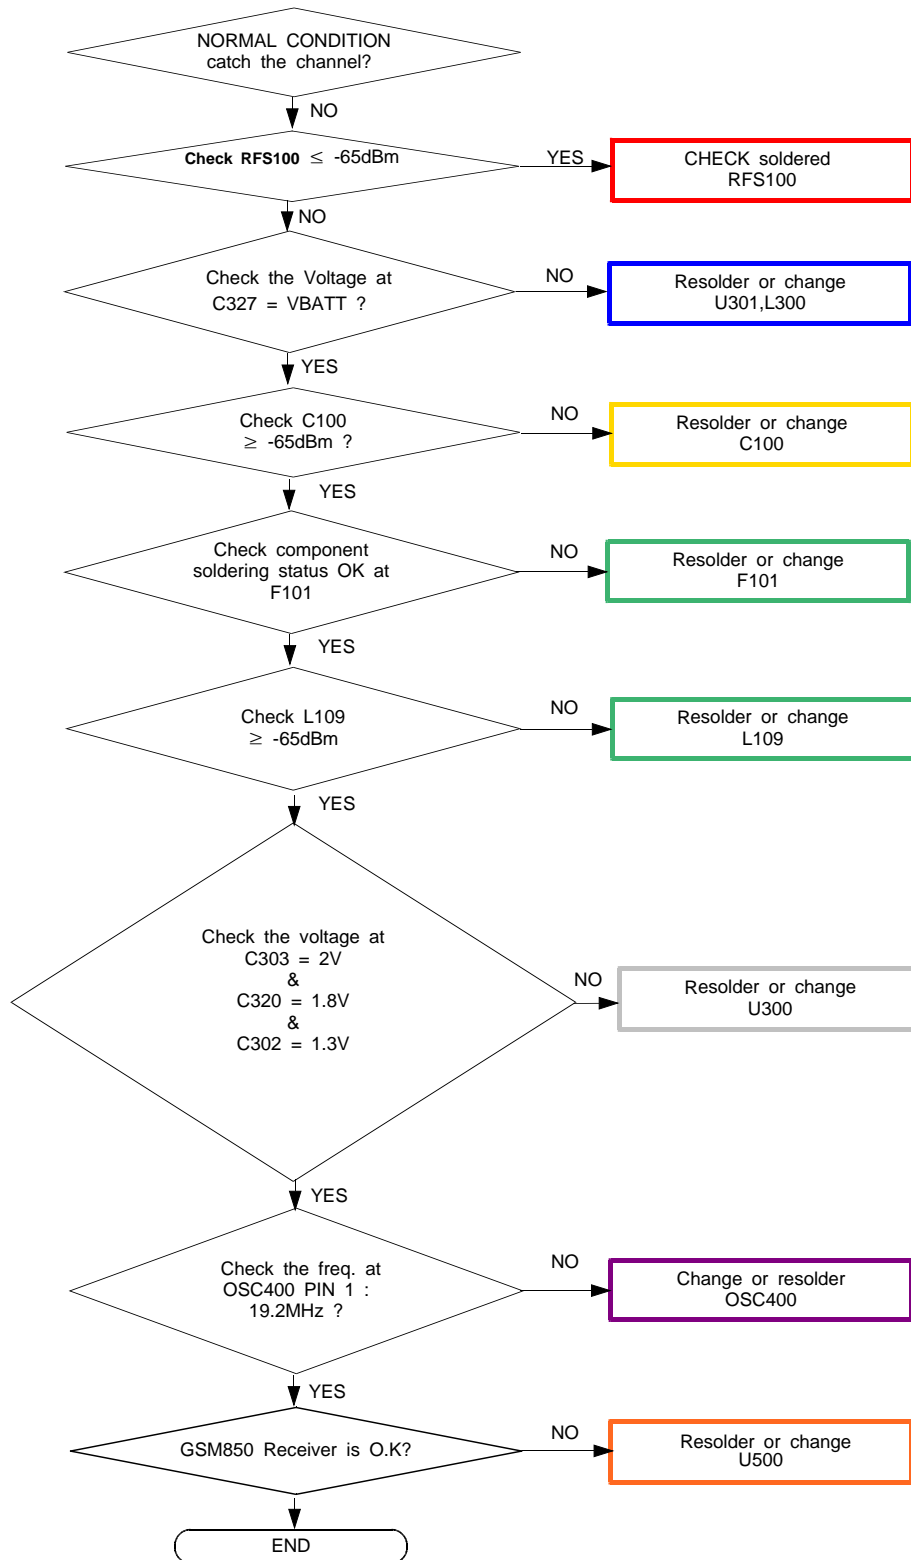 NORMAL CONDITION
catch the channel?
NO
Check RFS100 ≤ -65dBm
YES
CHECK soldered
RFS100
NO
Check the Voltage at
C327 = VBATT ?
NO
Resolder or change
U301,L300
YES
Check C100
≥ -65dBm ?
NO
Resolder or change
C100
YES
Check component
soldering status OK at
F101
NO
Resolder or change
F101
YES
Check L109
≥ -65dBm
NO
Resolder or change
L109
YES
Check the voltage at
C303 = 2V
&
C320 = 1.8V
&
C302 = 1.3V
NO
Resolder or change
U300
YES
Check the freq. at
OSC400 PIN 1 :
19.2MHz ?
NO
Change or resolder
OSC400
YES
GSM850 Receiver is O.K?
NO
Resolder or change
U500
END